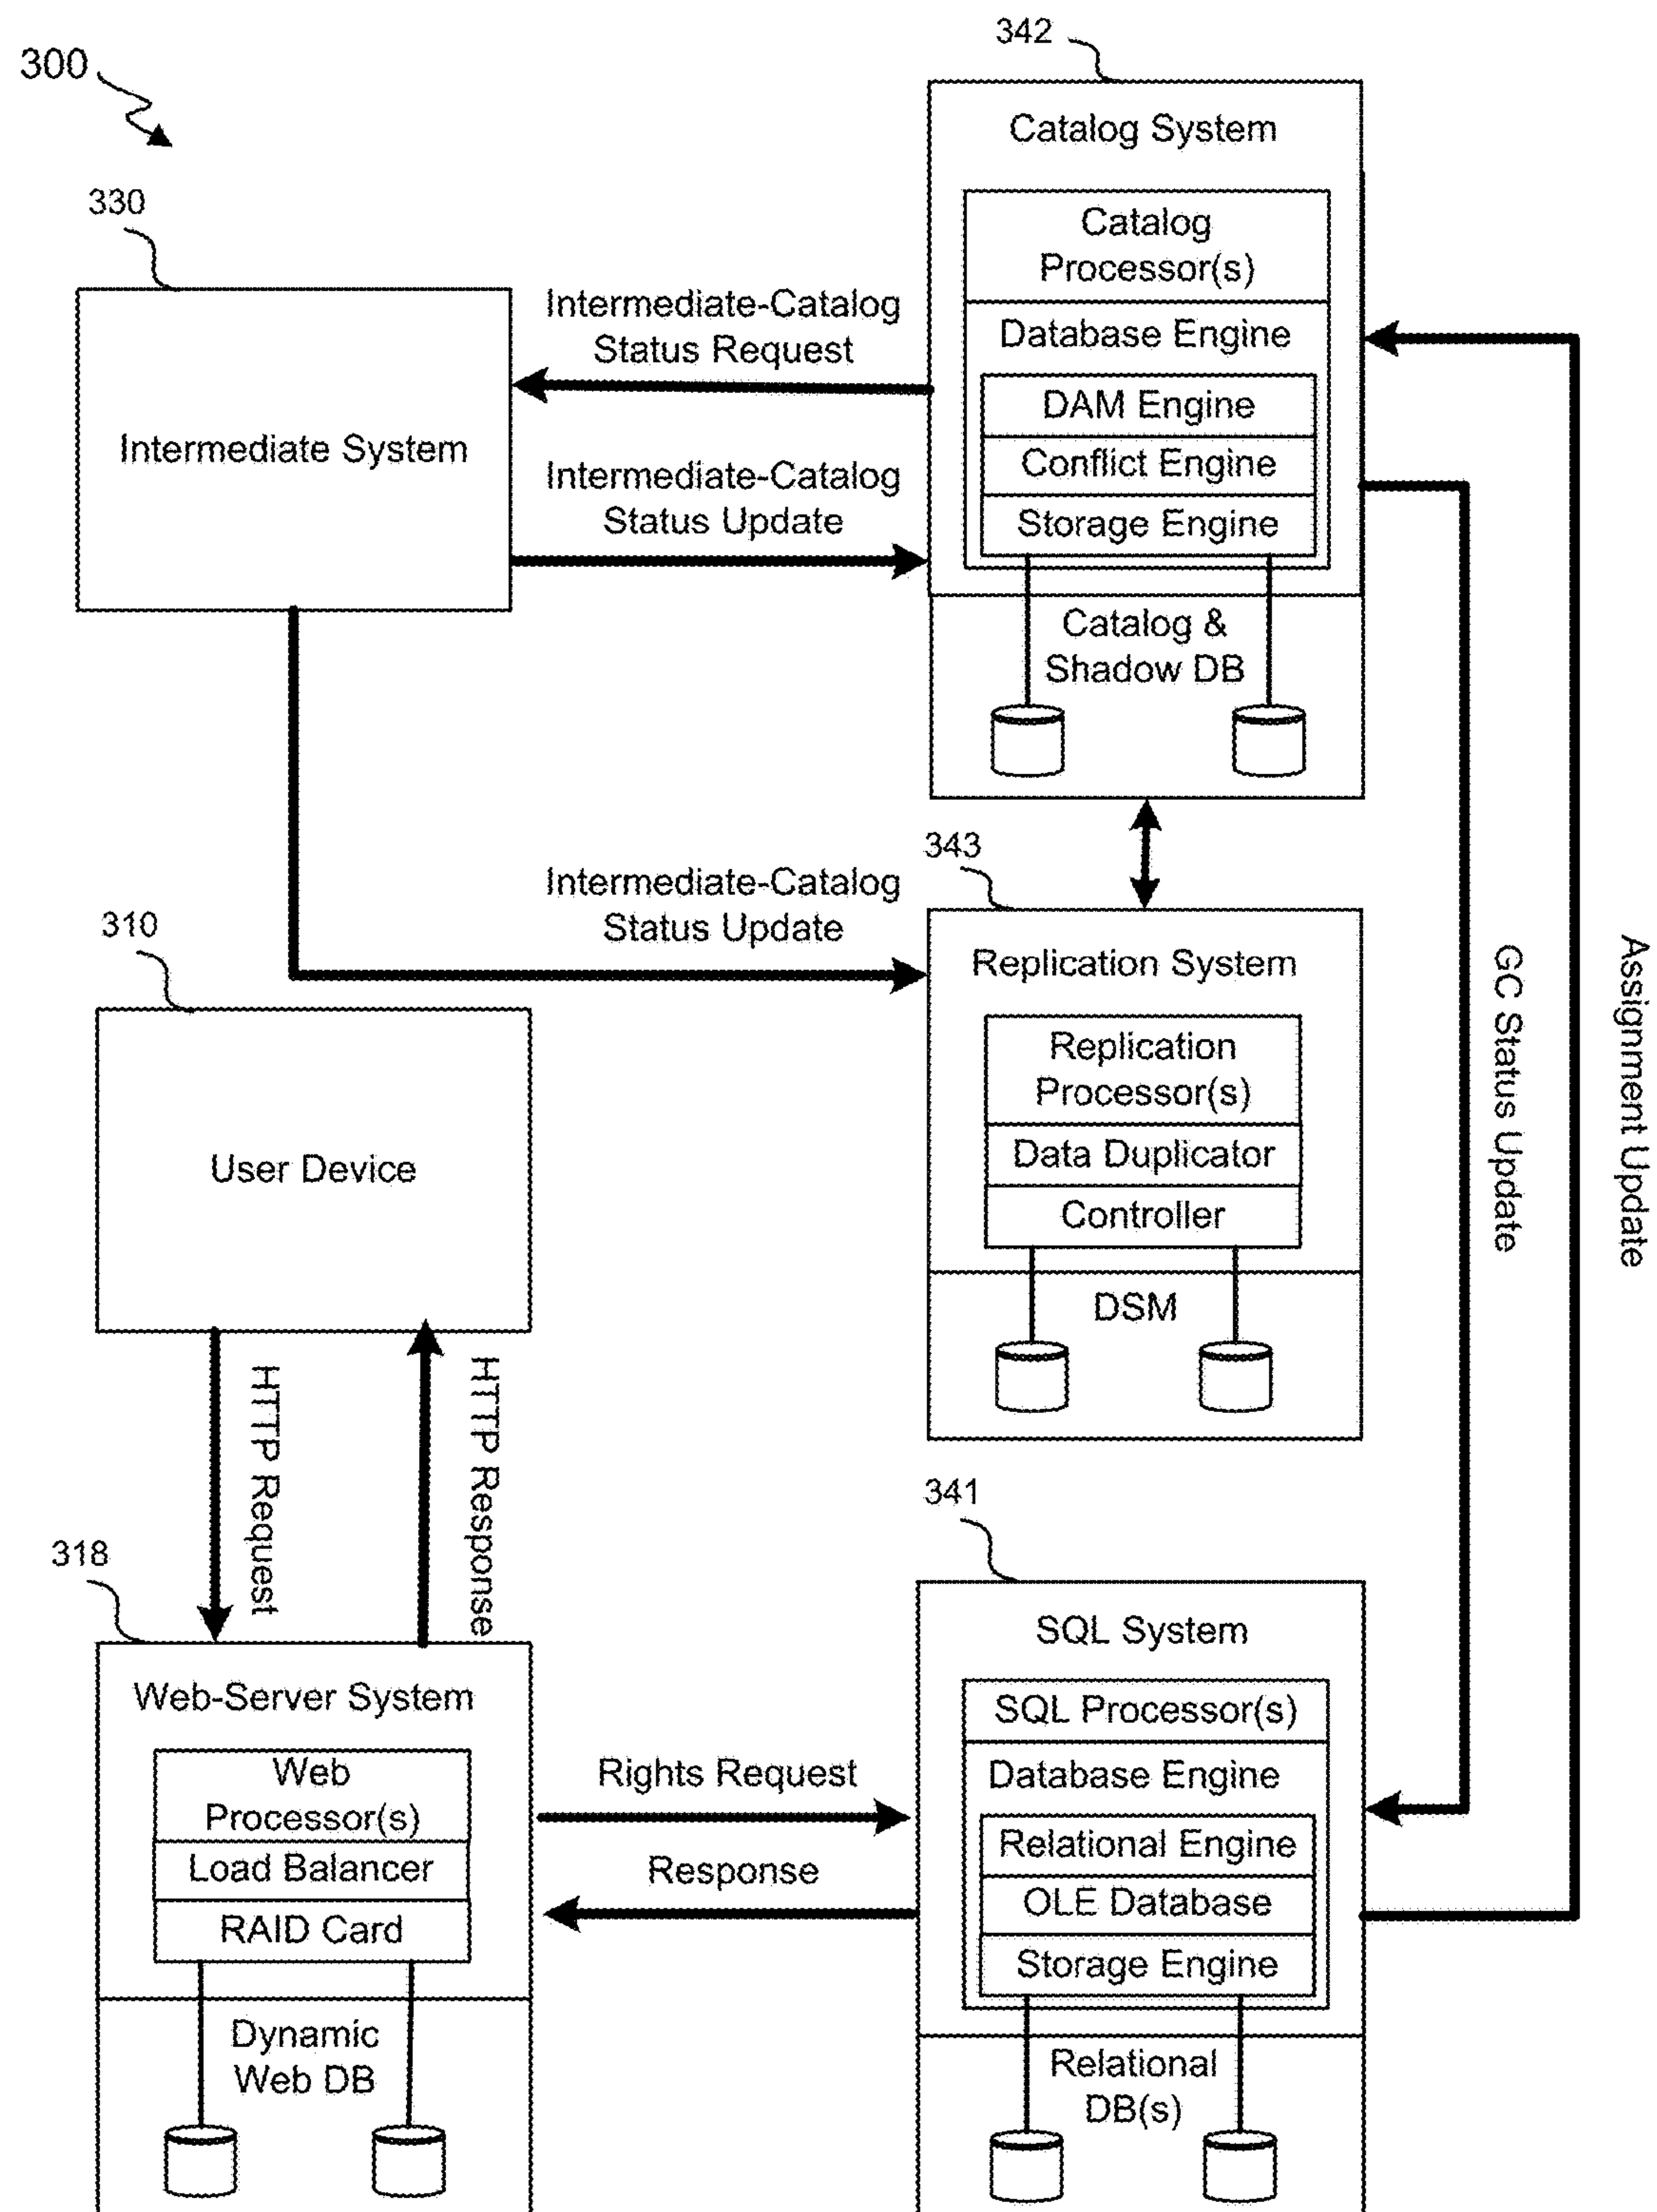 300
342
Catalog System
Catalog
Processor(s)
Database Engine
DAM Engine
Conflict Engine
Storage Engine
Catalog &
Shadow DB
330
Intermediate System
Intermediate-Catalog
Status Request
Intermediate-Catalog
Status Update
Intermediate-Catalog
Status Update
343
Replication System
Replication
Processor(s)
Data Duplicator
Controller
DSM
GC Status Update
Assignment Update
310
User Device
HTTP Request
HTTP Response
318
Web-Server System
Web
Processor(s)
Load Balancer
RAID Card
Dynamic
Web DB
Rights Request
Response
341
SQL System
SQL Processor(s)
Database Engine
Relational Engine
OLE Database
Storage Engine
Relational
DB(s)